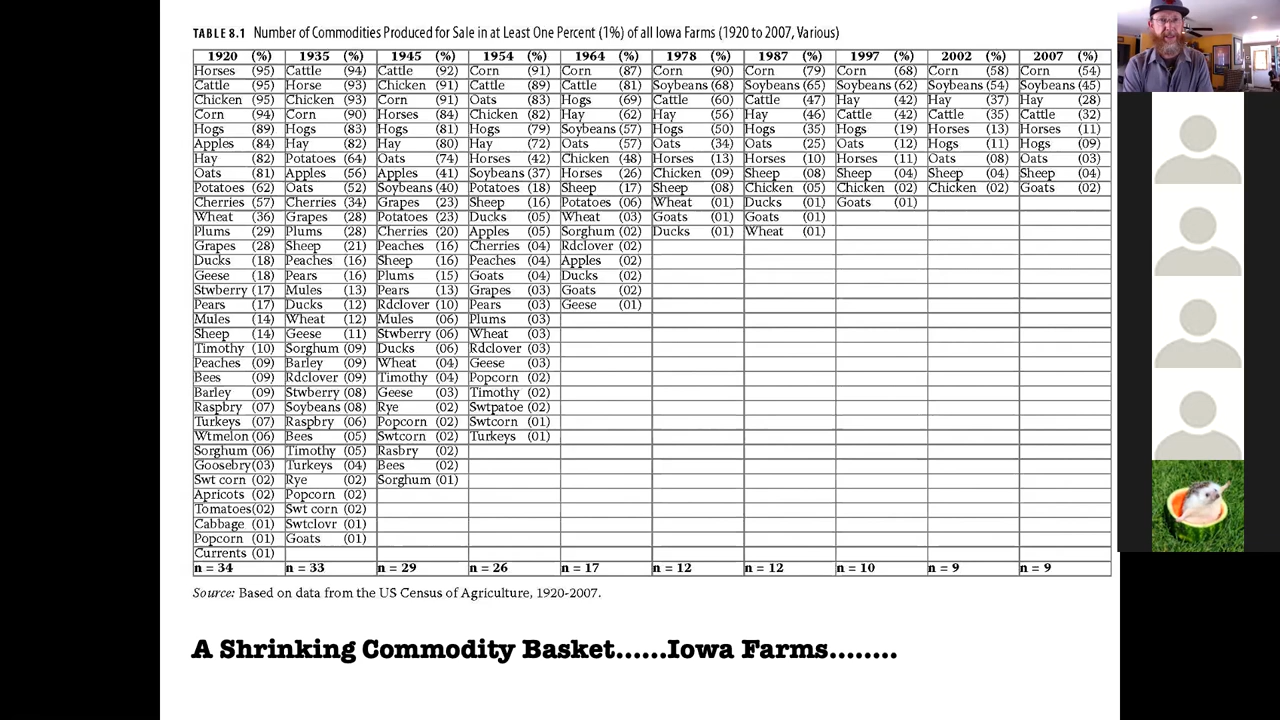 TABLE 8.1 Number of Commodities Produced for Sale in at Least One Percent (1%) of all Iowa Farms (1920 to 2007, Various)
1920 (%) 1935 (%) 1945 (%) 1954 (%) 1964 (%) 1978 (%) 1987 (%) 1997 (%) 2002 (%) 2007 (%)
Horses (95) Cattle (94) Cattle (92) Corn (91) Corn (87) Corn (90) Corn (79) Corn (68) Corn (58) Corn (54)
Cattle (95) Horse (93) Chicken (91) Cattle (89) Cattle (81) Soybeans (68) Soybeans (65) Soybeans (62) Soybeans (54) Soybeans (45)
Chicken (95) Chicken (93) Corn (91) Oats (83) Hogs (69) Cattle (60) Cattle (47) Hay (42) Hay (37) Hay (28)
Corn (94) Corn (90) Horses (84) Chicken (82) Hay (62) Hay (56) Hay (46) Cattle (42) Cattle (35) Cattle (32)
Hogs (89) Hogs (83) Hogs (81) Hogs (79) Soybeans (57) Hogs (50) Hogs (35) Hogs (19) Horses (13) Horses (11)
Apples (84) Hay (82) Hay (80) Hay (72) Oats (57) Oats (34) Oats (25) Oats (12) Hogs (11) Hogs (09)
Hay (82) Potatoes (64) Oats (74) Horses (42) Chicken (48) Horses (13) Horses (10) Horses (11) Oats (08) Oats (03)
Oats (81) Apples (56) Apples (41) Soybeans (37) Horses (26) Chicken (09) Sheep (08) Sheep (04) Sheep (04) Sheep (04)
Potatoes (62) Oats (52) Soybeans (40) Potatoes (18) Sheep (17) Sheep (08) Chicken (05) Chicken (02) Chicken (02) Goats (02)
Cherries (57) Cherries (34) Grapes (23) Sheep (16) Potatoes (06) Wheat (01) Ducks (01) Goats (01)
Wheat (36) Grapes (28) Potatoes (23) Ducks (05) Wheat (03) Goats (01) Goats (01)
Plums (29) Plums (28) Cherries (20) Apples (05) Sorghum (02) Ducks (01) Wheat (01)
Grapes (28) Sheep (21) Peaches (16) Cherries (04) Rdclover (02)
Ducks (18) Peaches (16) Sheep (16) Peaches (04) Apples (02)
Geese (18) Pears (16) Plums (15) Goats (04) Ducks (02)
Stwberry (17) Mules (13) Pears (13) Grapes (03) Goats (02)
Pears (17) Ducks (12) Rdclover (10) Pears (03) Geese (01)
Mules (14) Wheat (12) Mules (06) Plums (03)
Sheep (14) Geese (11) Stwberry (06) Wheat (03)
Timothy (10) Sorghum (09) Ducks (06) Rdclover (03)
Peaches (09) Barley (09) Wheat (04) Geese (03)
Bees (09) Rdclover (09) Timothy (04) Popcorn (02)
Barley (09) Stwberry (08) Geese (03) Timothy (02)
Raspbry (07) Soybeans (08) Rye (02) Swtpatoe (02)
Turkeys (07) Raspbry (06) Popcorn (02) Swtcorn (01)
Wtmelon (06) Bees (05) Swtcorn (02) Turkeys (01)
Sorghum (06) Timothy (05) Rasbry (02)
Goosebry (03) Turkeys (04) Bees (02)
Swt corn (02) Rye (02) Sorghum (01)
Apricots (02) Popcorn (02)
Tomatoes (02) Swt corn (02)
Cabbage (01) Swtclovr (01)
Popcorn (01) Goats (01)
Currents (01)
n = 34 n = 33 n = 29 n = 26 n = 17 n = 12 n = 12 n = 10 n = 9 n = 9
Source: Based on data from the US Census of Agriculture, 1920-2007.
A Shrinking Commodity Basket......Iowa Farms........